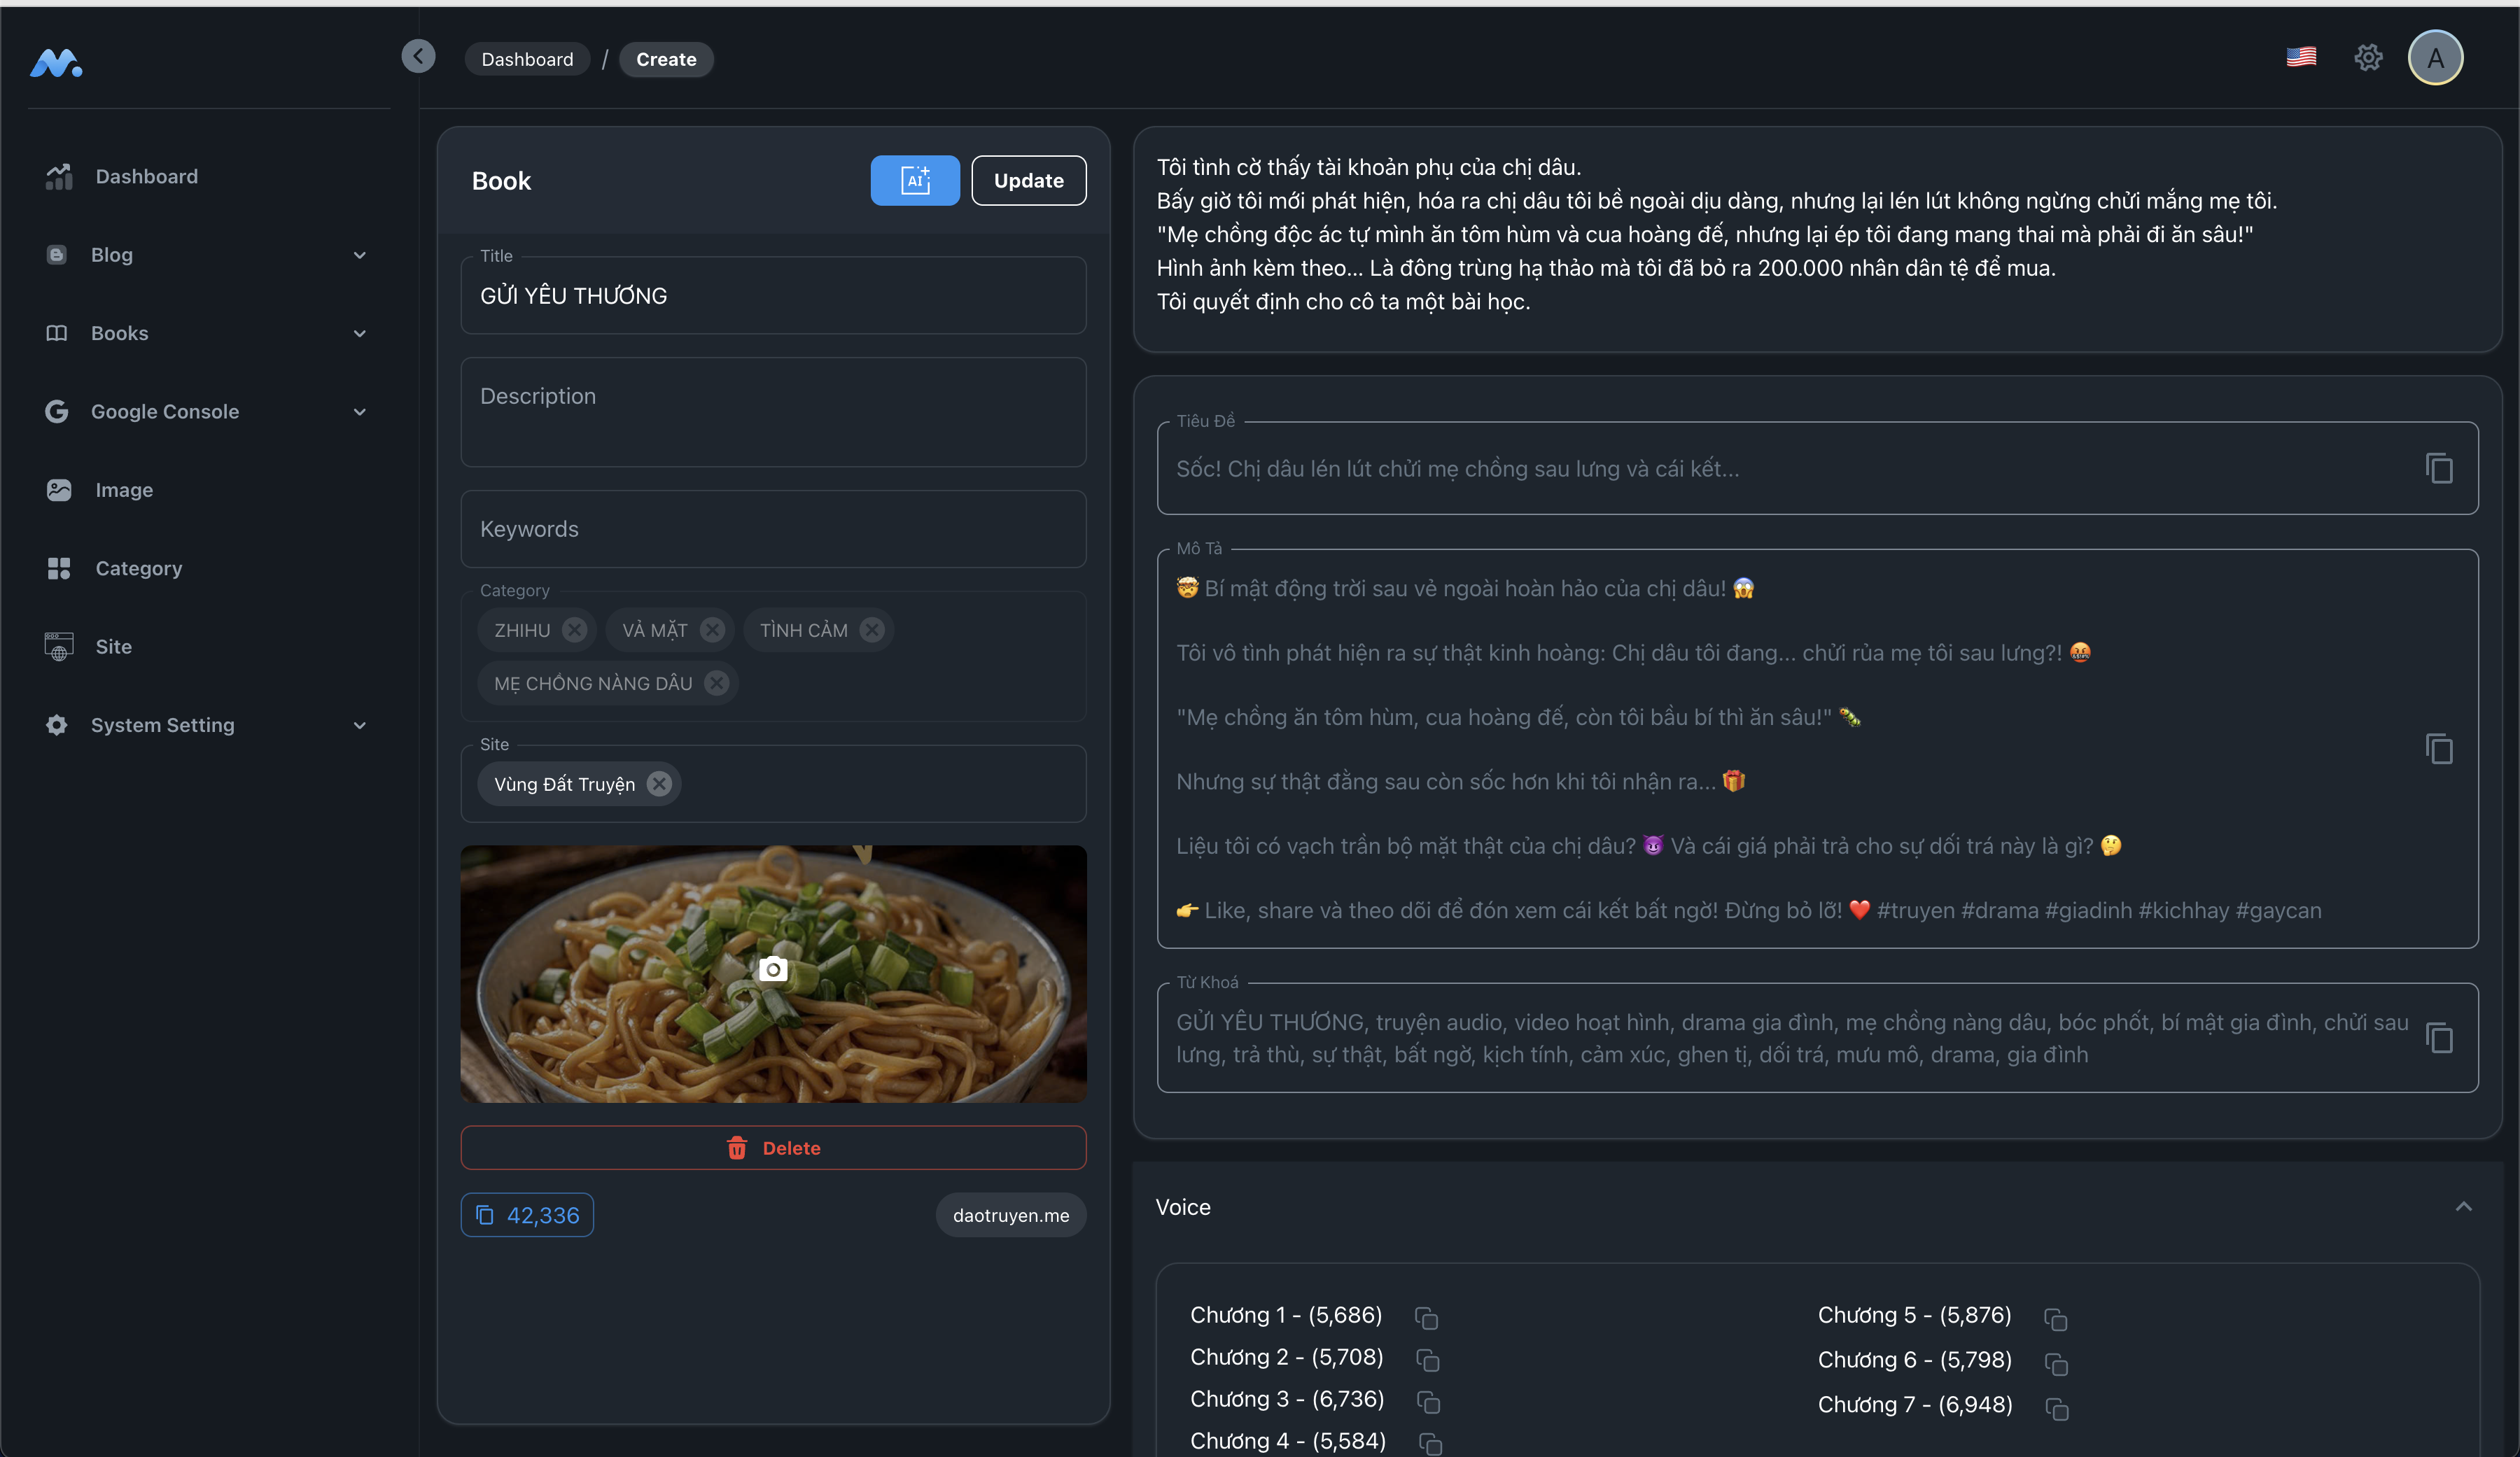 Dashboard / Create
A
Dashboard
Blog
Books
Google Console
Image
Category
Site
System Setting
Book
AI
Update
Title
GỬI YÊU THƯƠNG
Description
Keywords
Category
ZHIHU
VẢ MẶT
TÌNH CẢM
MẸ CHỒNG NÀNG DÂU
Site
Vùng Đất Truyện
Delete
42,336
daotruyen.me
Tôi tình cờ thấy tài khoản phụ của chị dâu.
Bấy giờ tôi mới phát hiện, hóa ra chị dâu tôi bề ngoài dịu dàng, nhưng lại lén lút không ngừng chửi mắng mẹ tôi.
"Mẹ chồng độc ác tự mình ăn tôm hùm và cua hoàng đế, nhưng lại ép tôi đang mang thai mà phải đi ăn sâu!"
Hình ảnh kèm theo... Là đông trùng hạ thảo mà tôi đã bỏ ra 200.000 nhân dân tệ để mua.
Tôi quyết định cho cô ta một bài học.
Tiêu Đề
Sốc! Chị dâu lén lút chửi mẹ chồng sau lưng và cái kết...
Mô Tả
🤯 Bí mật động trời sau vẻ ngoài hoàn hảo của chị dâu! 😱
Tôi vô tình phát hiện ra sự thật kinh hoàng: Chị dâu tôi đang... chửi rủa mẹ tôi sau lưng?! 🤬
"Mẹ chồng ăn tôm hùm, cua hoàng đế, còn tôi bầu bí thì ăn sâu!" 🐛
Nhưng sự thật đằng sau còn sốc hơn khi tôi nhận ra... 🎁
Liệu tôi có vạch trần bộ mặt thật của chị dâu? 😈 Và cái giá phải trả cho sự dối trá này là gì? 🤔
👉 Like, share và theo dõi để đón xem cái kết bất ngờ! Đừng bỏ lỡ! ❤️ #truyen #drama #giadinh #kichhay #gaycan
Từ Khoá
GỬI YÊU THƯƠNG, truyện audio, video hoạt hình, drama gia đình, mẹ chồng nàng dâu, bóc phốt, bí mật gia đình, chửi sau
lưng, trả thù, sự thật, bất ngờ, kịch tính, cảm xúc, ghen tị, dối trá, mưu mô, drama, gia đình
Voice
Chương 1 - (5,686)
Chương 2 - (5,708)
Chương 3 - (6,736)
Chương 4 - (5,584)
Chương 5 - (5,876)
Chương 6 - (5,798)
Chương 7 - (6,948)